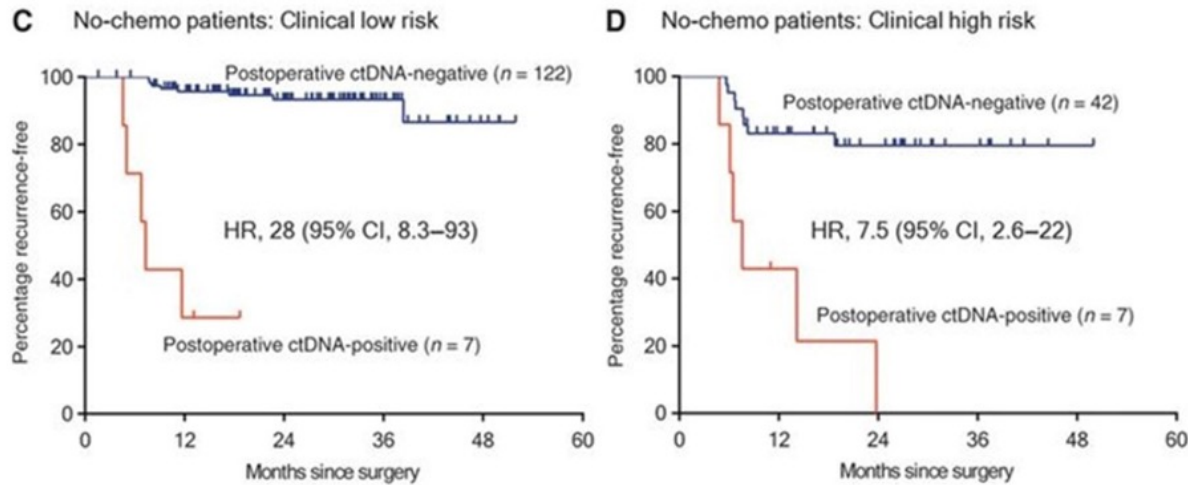 C No-chemo patients: Clinical low risk
Percentage recurrence-free
100
80
60
40
20
0
Postoperative ctDNA-negative (n = 122)
HR, 28 (95% CI, 8.3–93)
Postoperative ctDNA-positive (n = 7)
0 12 24 36 48 60
Months since surgery
D No-chemo patients: Clinical high risk
Percentage recurrence-free
100
80
60
40
20
0
Postoperative ctDNA-negative (n = 42)
HR, 7.5 (95% CI, 2.6–22)
Postoperative ctDNA-positive (n = 7)
0 12 24 36 48 60
Months since surgery